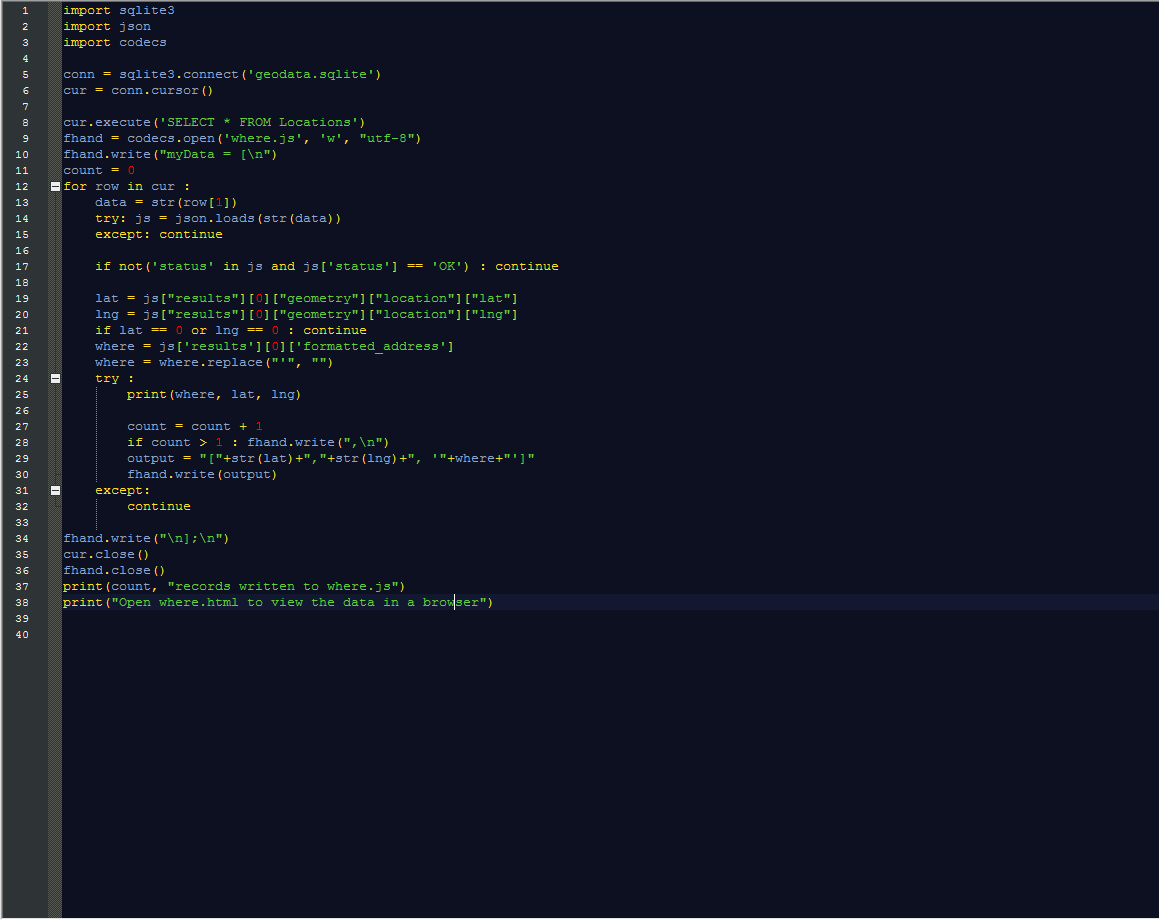 1 import sqlite3
2 import json
3 import codecs
4
5 conn = sqlite3.connect('geodata.sqlite')
6 cur = conn.cursor()
7
8 cur.execute('SELECT * FROM Locations')
9 fhand = codecs.open('where.js', 'w', "utf-8")
10 fhand.write("myData = [\n")
11 count = 0
12 for row in cur :
13     data = str(row[1])
14     try: js = json.loads(str(data))
15     except: continue
16
17     if not('status' in js and js['status'] == 'OK') : continue
18
19     lat = js["results"][0]["geometry"]["location"]["lat"]
20     lng = js["results"][0]["geometry"]["location"]["lng"]
21     if lat == 0 or lng == 0 : continue
22     where = js['results'][0]['formatted_address']
23     where = where.replace("'", "")
24     try :
25         print(where, lat, lng)
26
27         count = count + 1
28         if count > 1 : fhand.write(",\n")
29         output = "["+str(lat)+","+str(lng)+", '"+where+"']"
30         fhand.write(output)
31     except:
32         continue
33
34 fhand.write("\n];\n")
35 cur.close()
36 fhand.close()
37 print(count, "records written to where.js")
38 print("Open where.html to view the data in a browser")
39
40